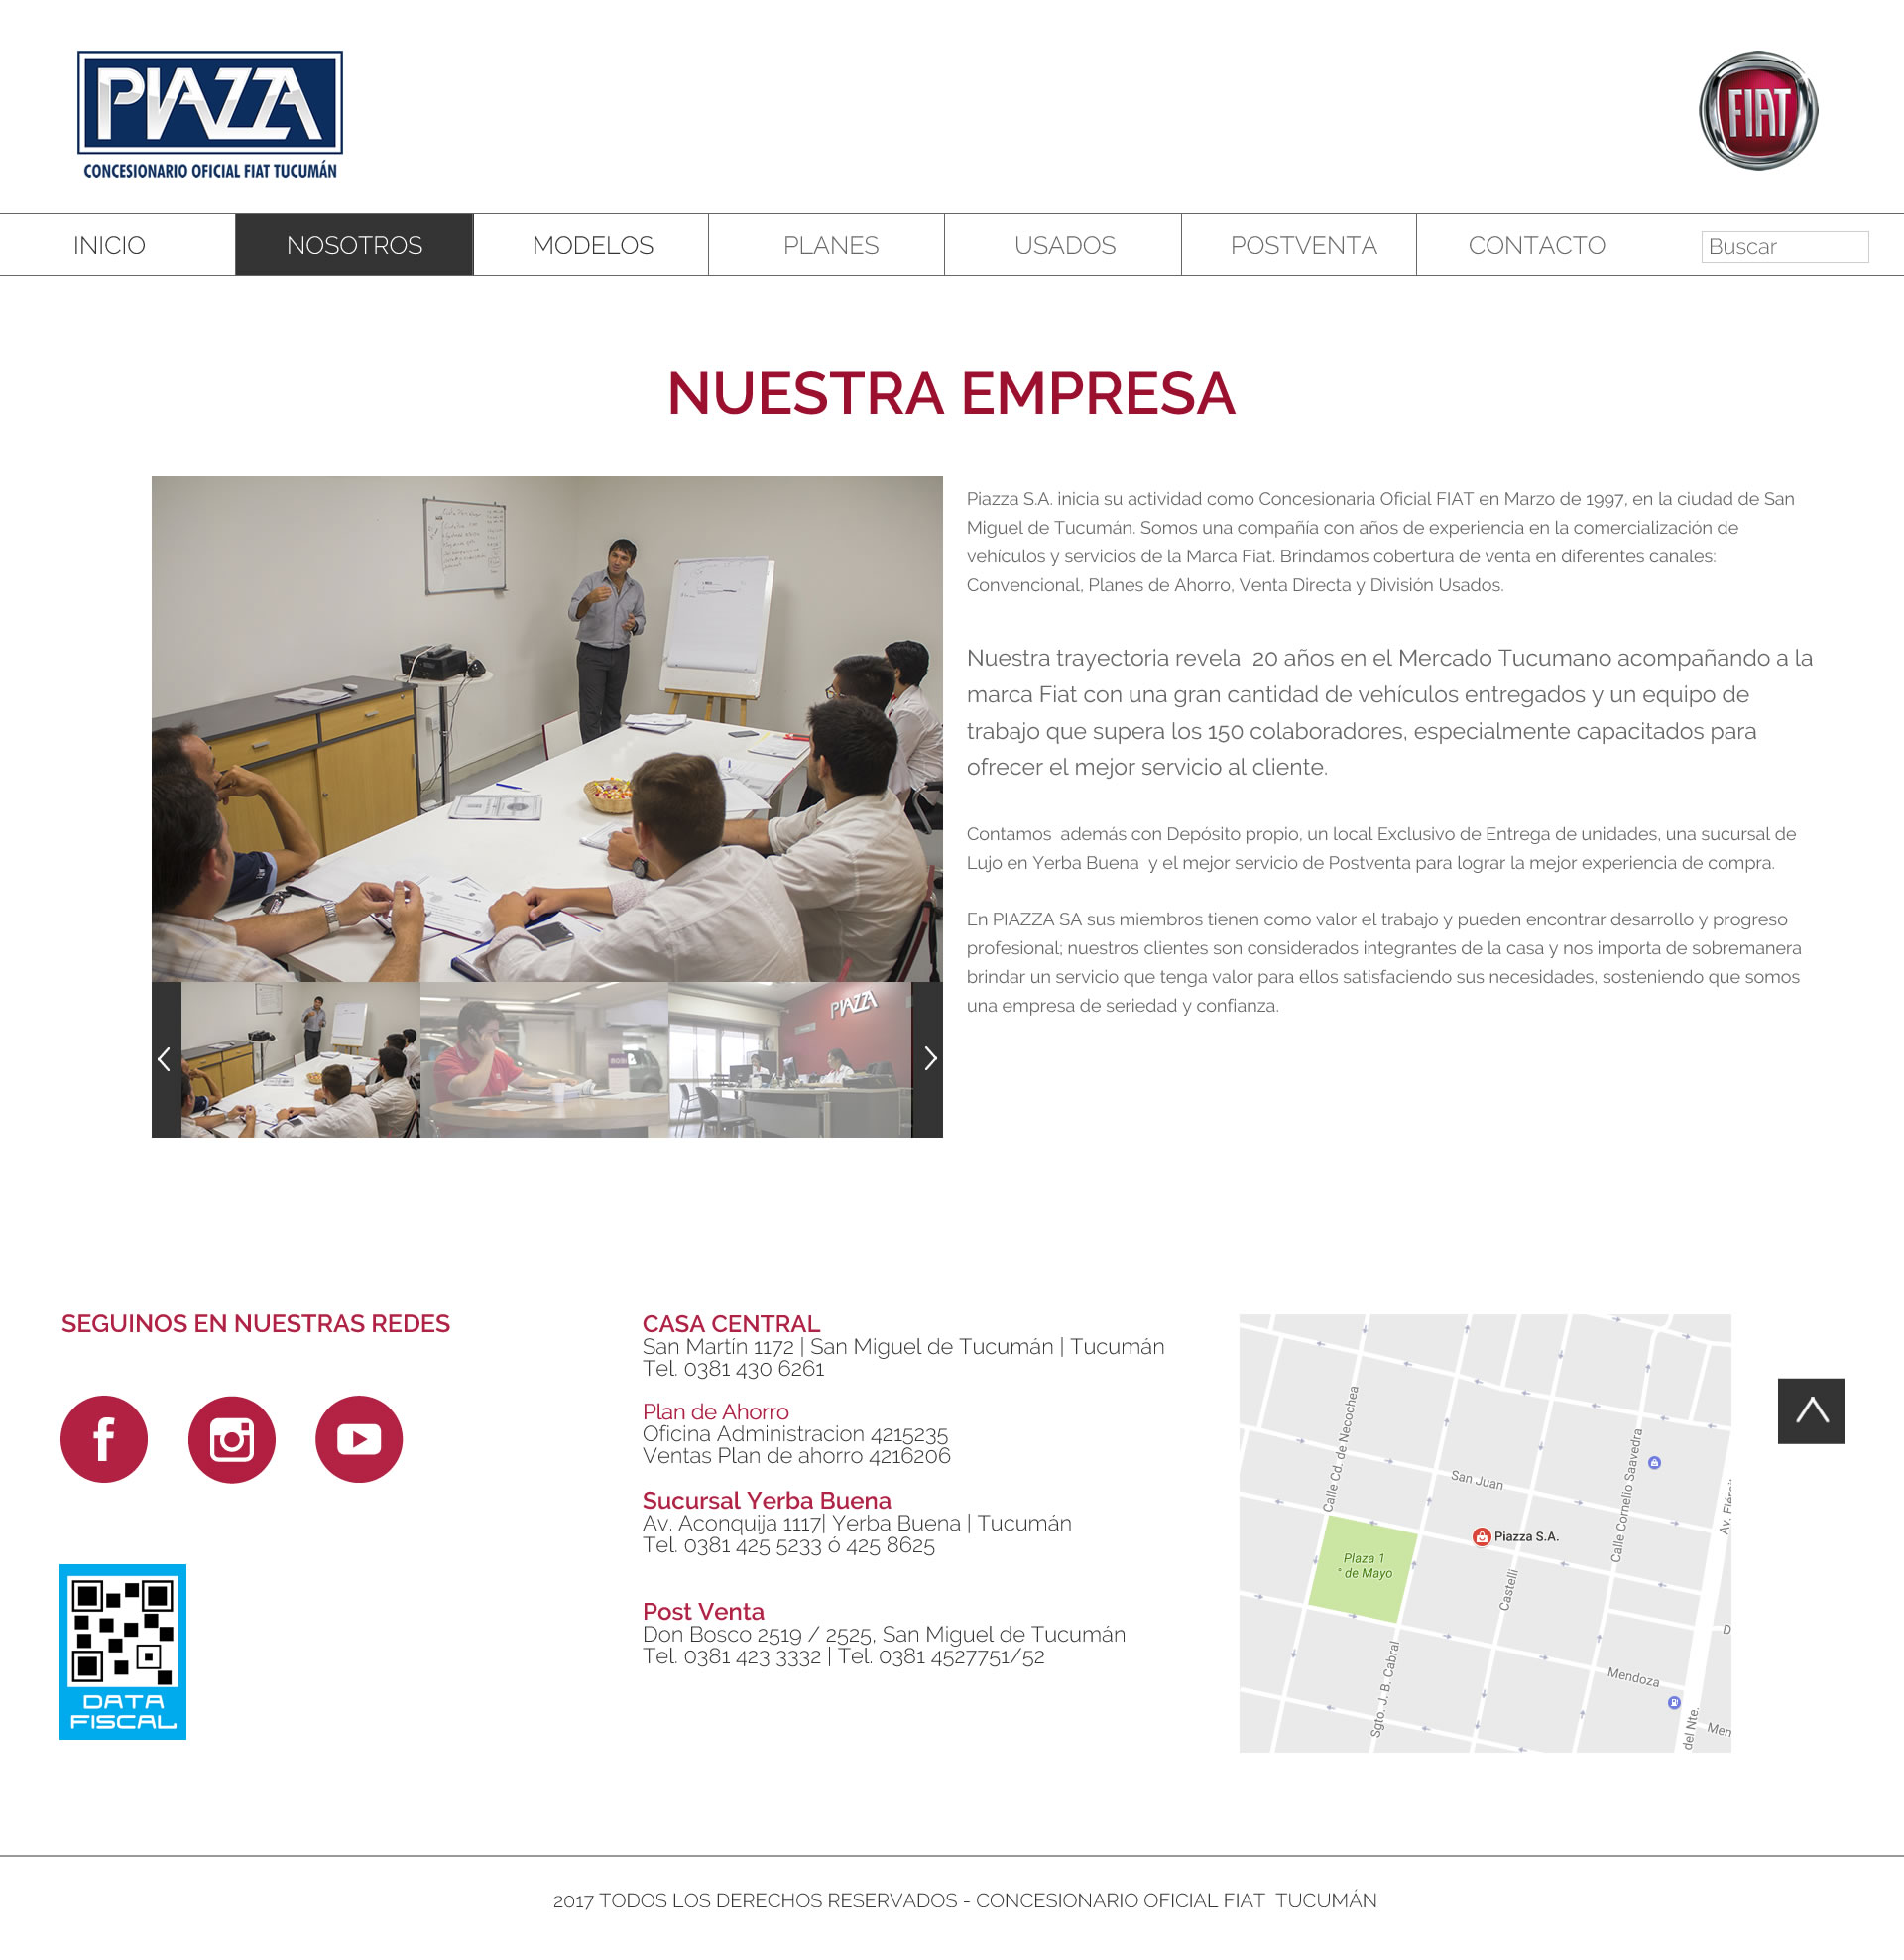 PIAZZA
CONCESIONARIO OFICIAL FIAT TUCUMÁN
FIAT
INICIO
NOSOTROS
MODELOS
PLANES
USADOS
POSTVENTA
CONTACTO
Buscar
NUESTRA EMPRESA
Piazza S.A. inicia su actividad como Concesionaria Oficial FIAT en Marzo de 1997, en la ciudad de San
Miguel de Tucumán. Somos una compañía con años de experiencia en la comercialización de
vehículos y servicios de la Marca Fiat. Brindamos cobertura de venta en diferentes canales:
Convencional, Planes de Ahorro, Venta Directa y División Usados.
Nuestra trayectoria revela  20 años en el Mercado Tucumano acompañando a la
marca Fiat con una gran cantidad de vehículos entregados y un equipo de
trabajo que supera los 150 colaboradores, especialmente capacitados para
ofrecer el mejor servicio al cliente.
Contamos  además con Depósito propio, un local Exclusivo de Entrega de unidades, una sucursal de
Lujo en Yerba Buena  y el mejor servicio de Postventa para lograr la mejor experiencia de compra.
En PIAZZA SA sus miembros tienen como valor el trabajo y pueden encontrar desarrollo y progreso
profesional; nuestros clientes son considerados integrantes de la casa y nos importa de sobremanera
brindar un servicio que tenga valor para ellos satisfaciendo sus necesidades, sosteniendo que somos
una empresa de seriedad y confianza.
PIAZZA
SEGUINOS EN NUESTRAS REDES
DATA
FISCAL
CASA CENTRAL
San Martín 1172 | San Miguel de Tucumán | Tucumán
Tel. 0381 430 6261
Plan de Ahorro
Oficina Administracion 4215235
Ventas Plan de ahorro 4216206
Sucursal Yerba Buena
Av. Aconquija 1117| Yerba Buena | Tucumán
Tel. 0381 425 5233 ó 425 8625
Post Venta
Don Bosco 2519 / 2525, San Miguel de Tucumán
Tel. 0381 423 3332 | Tel. 0381 4527751/52
Calle Cd. de Necochea
San Juan
Calle Cornelio Saavedra
Piazza S.A.
Plaza 1
° de Mayo
Castelli
Sgto. J. B. Cabral
Mendoza
del Nte.
Men
D
2017 TODOS LOS DERECHOS RESERVADOS - CONCESIONARIO OFICIAL FIAT  TUCUMÁN